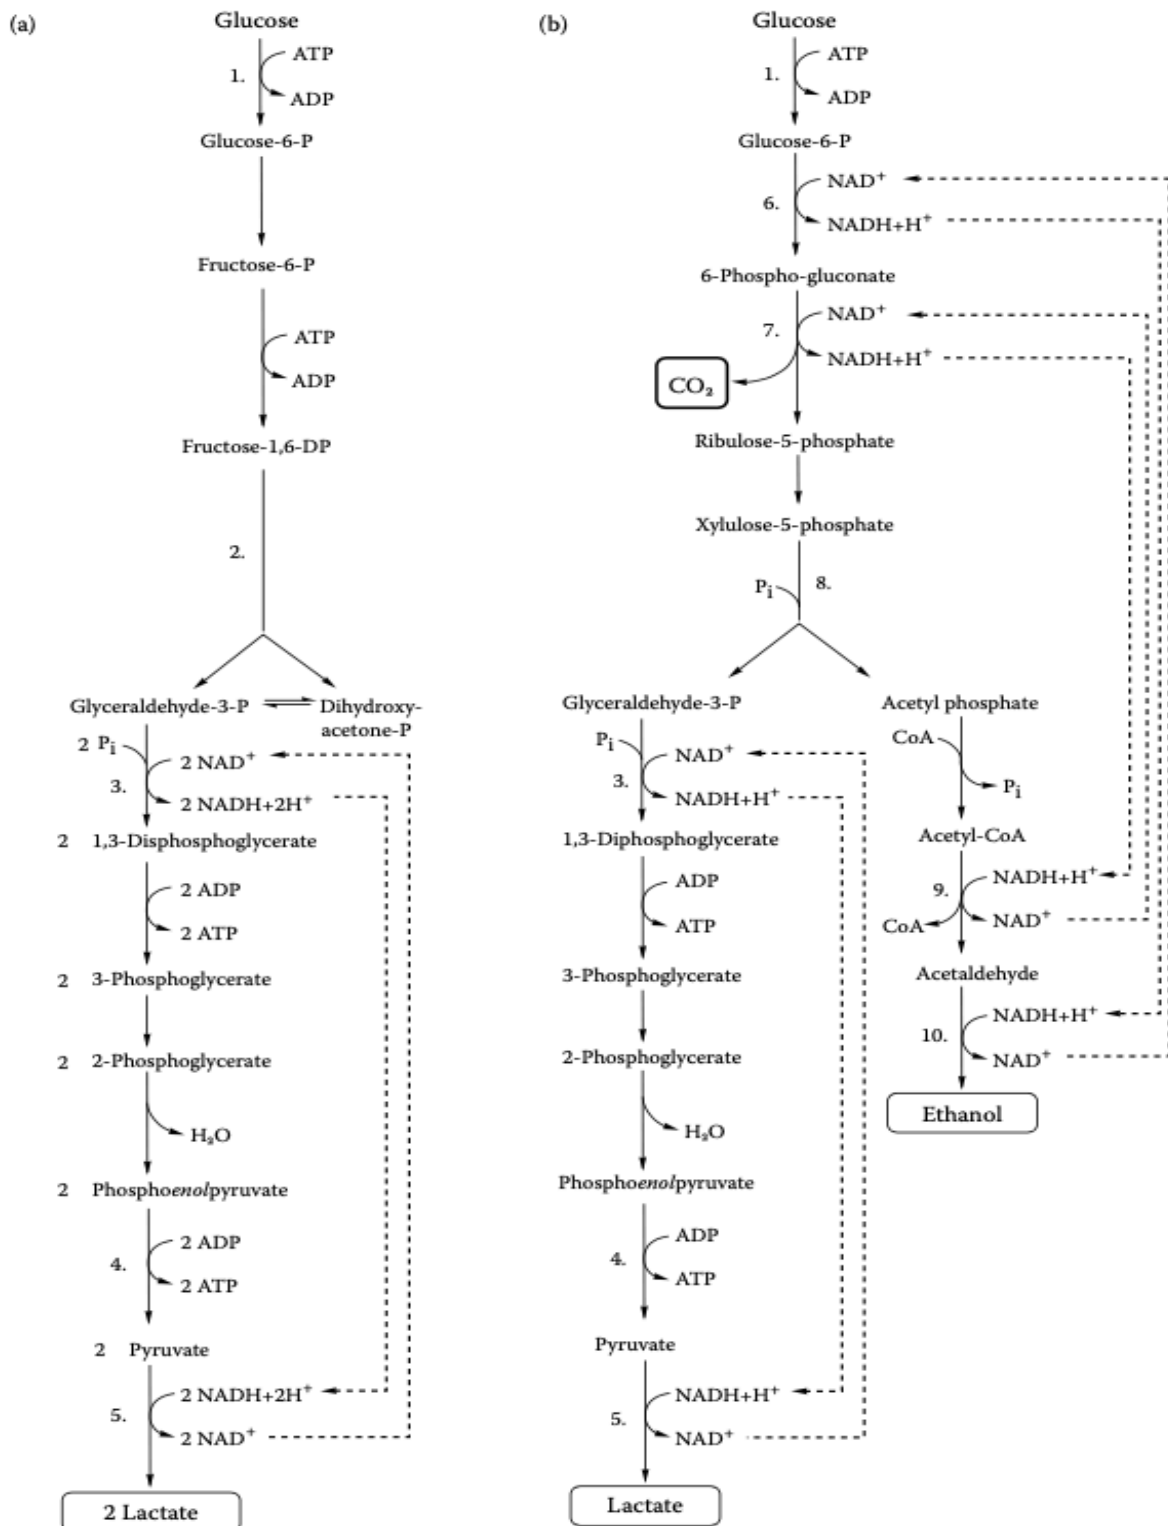 (a)
Glucose
1.
ATP
ADP
Glucose-6-P
Fructose-6-P
ATP
ADP
Fructose-1,6-DP
2.
Glyceraldehyde-3-P
Dihydroxy-
acetone-P
2 Pi
2 NAD⁺
3.
2 NADH+2H⁺
2 1,3-Disphosphoglycerate
2 ADP
2 ATP
2 3-Phosphoglycerate
2 2-Phosphoglycerate
H₂O
2 Phosphoenolpyruvate
2 ADP
4.
2 ATP
2 Pyruvate
2 NADH+2H⁺
5.
2 NAD⁺
2 Lactate
(b)
Glucose
1.
ATP
ADP
Glucose-6-P
NAD⁺
6.
NADH+H⁺
6-Phospho-gluconate
NAD⁺
7.
NADH+H⁺
CO₂
Ribulose-5-phosphate
Xylulose-5-phosphate
Pi
8.
Glyceraldehyde-3-P
Pi
NAD⁺
3.
NADH+H⁺
1,3-Diphosphoglycerate
ADP
ATP
3-Phosphoglycerate
2-Phosphoglycerate
H₂O
Phosphoenolpyruvate
ADP
4.
ATP
Pyruvate
NADH+H⁺
5.
NAD⁺
Lactate
Acetyl phosphate
CoA
Pi
Acetyl-CoA
NADH+H⁺
9.
CoA
NAD⁺
Acetaldehyde
NADH+H⁺
10.
NAD⁺
Ethanol